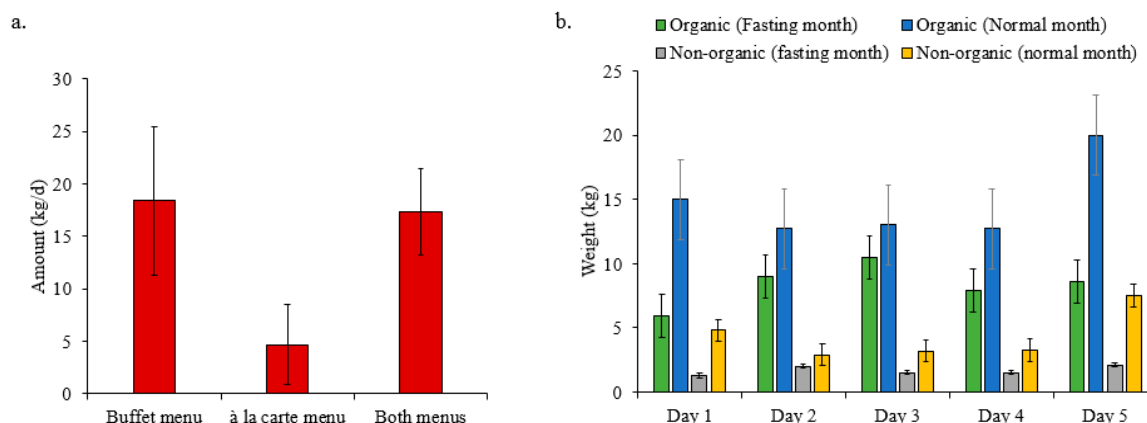 a.
Amount (kg/d)
30
25
20
15
10
5
0
Buffet menu
à la carte menu
Both menus
b.
Organic (Fasting month)
Organic (Normal month)
Non-organic (fasting month)
Non-organic (normal month)
Weight (kg)
25
20
15
10
5
0
Day 1
Day 2
Day 3
Day 4
Day 5